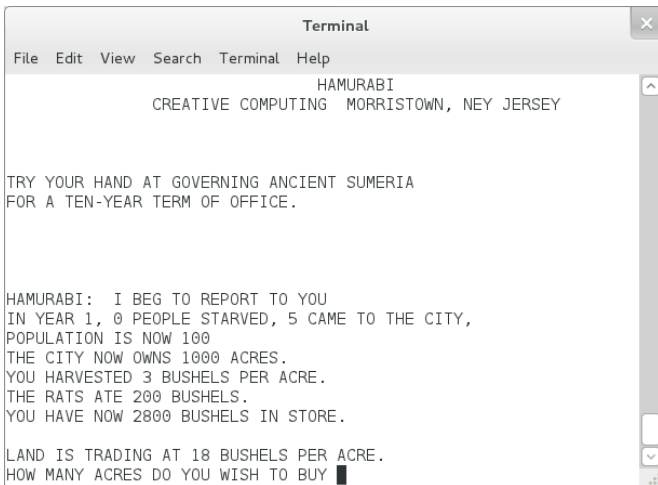 Terminal
File Edit View Search Terminal Help
HAMURABI
CREATIVE COMPUTING MORRISTOWN, NEY JERSEY
TRY YOUR HAND AT GOVERNING ANCIENT SUMERIA
FOR A TEN-YEAR TERM OF OFFICE.
HAMURABI: I BEG TO REPORT TO YOU
IN YEAR 1, 0 PEOPLE STARVED, 5 CAME TO THE CITY,
POPULATION IS NOW 100
THE CITY NOW OWNS 1000 ACRES.
YOU HARVESTED 3 BUSHELS PER ACRE.
THE RATS ATE 200 BUSHELS.
YOU HAVE NOW 2800 BUSHELS IN STORE.
LAND IS TRADING AT 18 BUSHELS PER ACRE.
HOW MANY ACRES DO YOU WISH TO BUY